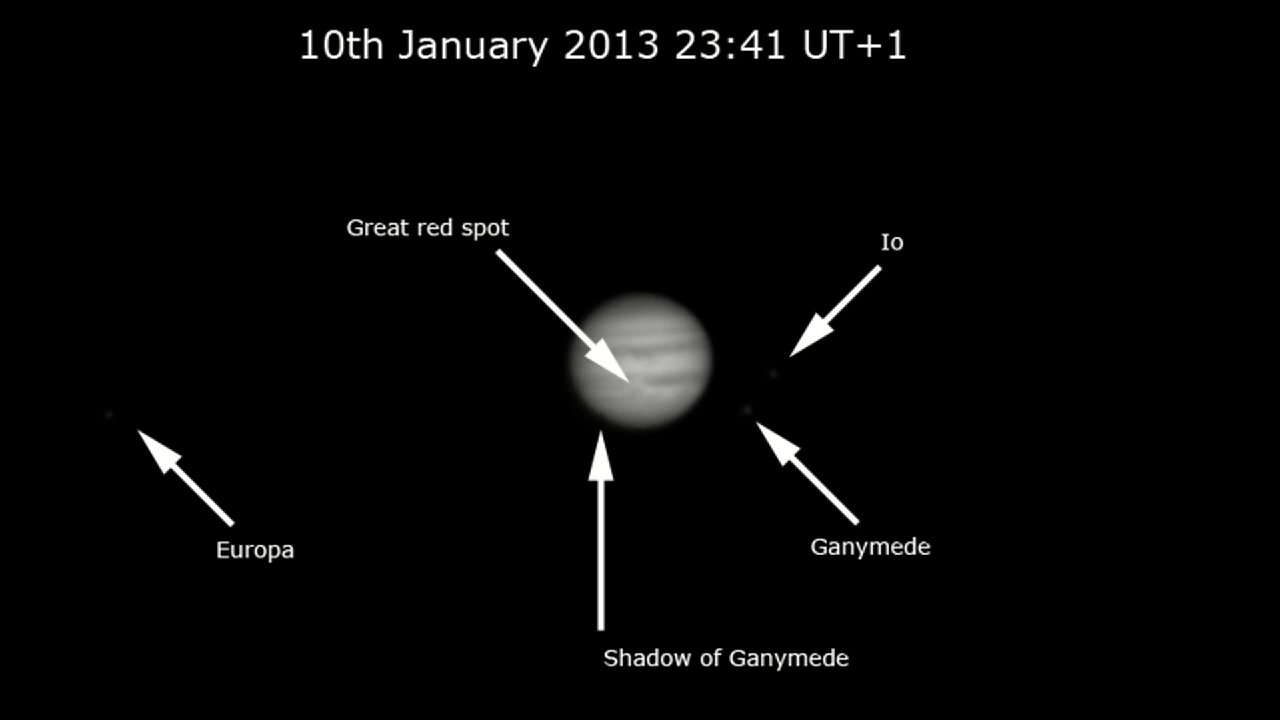 10th January 2013 23:41 UT+1
Great red spot
Io
Europa
Ganymede
Shadow of Ganymede